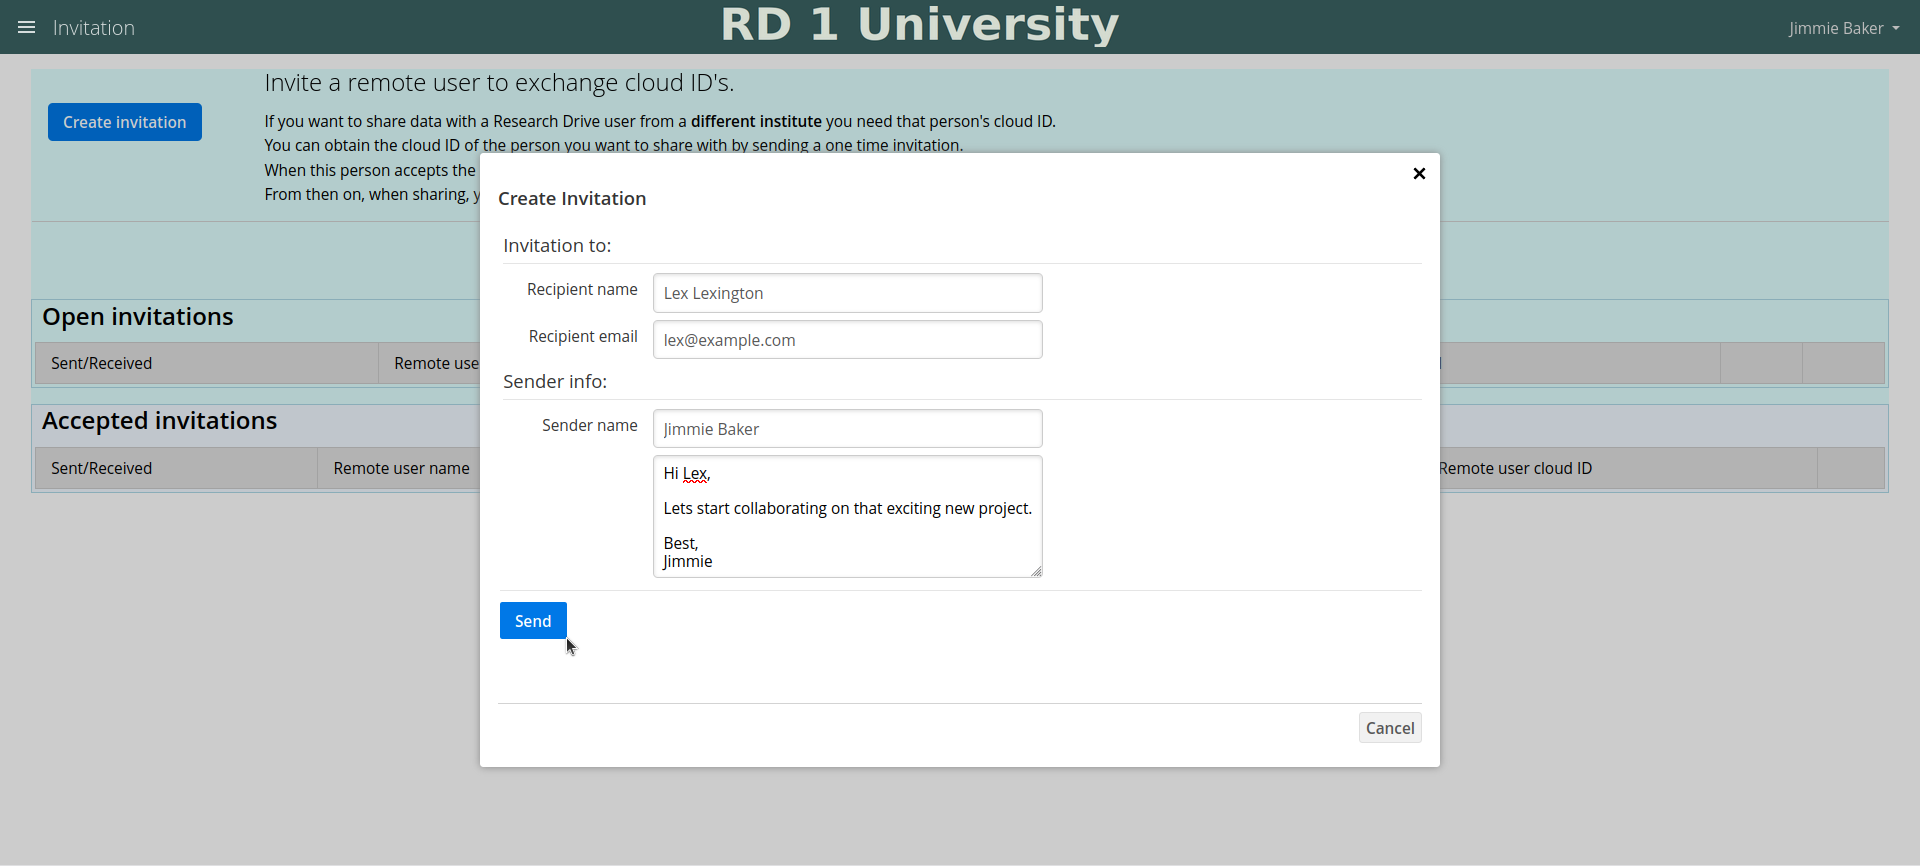 Invitation
RD 1 University
Jimmie Baker
Create invitation
Invite a remote user to exchange cloud ID's.
If you want to share data with a Research Drive user from a different institute you need that person's cloud ID.
You can obtain the cloud ID of the person you want to share with by sending a one time invitation.
When this person accepts the
From then on, when sharing,
Open invitations
Sent/Received
Remote use
Accepted invitations
Sent/Received
Remote user name
Remote user cloud ID
Create Invitation
Invitation to:
Recipient name
Lex Lexington
Recipient email
lex@example.com
Sender info:
Sender name
Jimmie Baker
Hi Lex,
Lets start collaborating on that exciting new project.
Best,
Jimmie
Send
Cancel